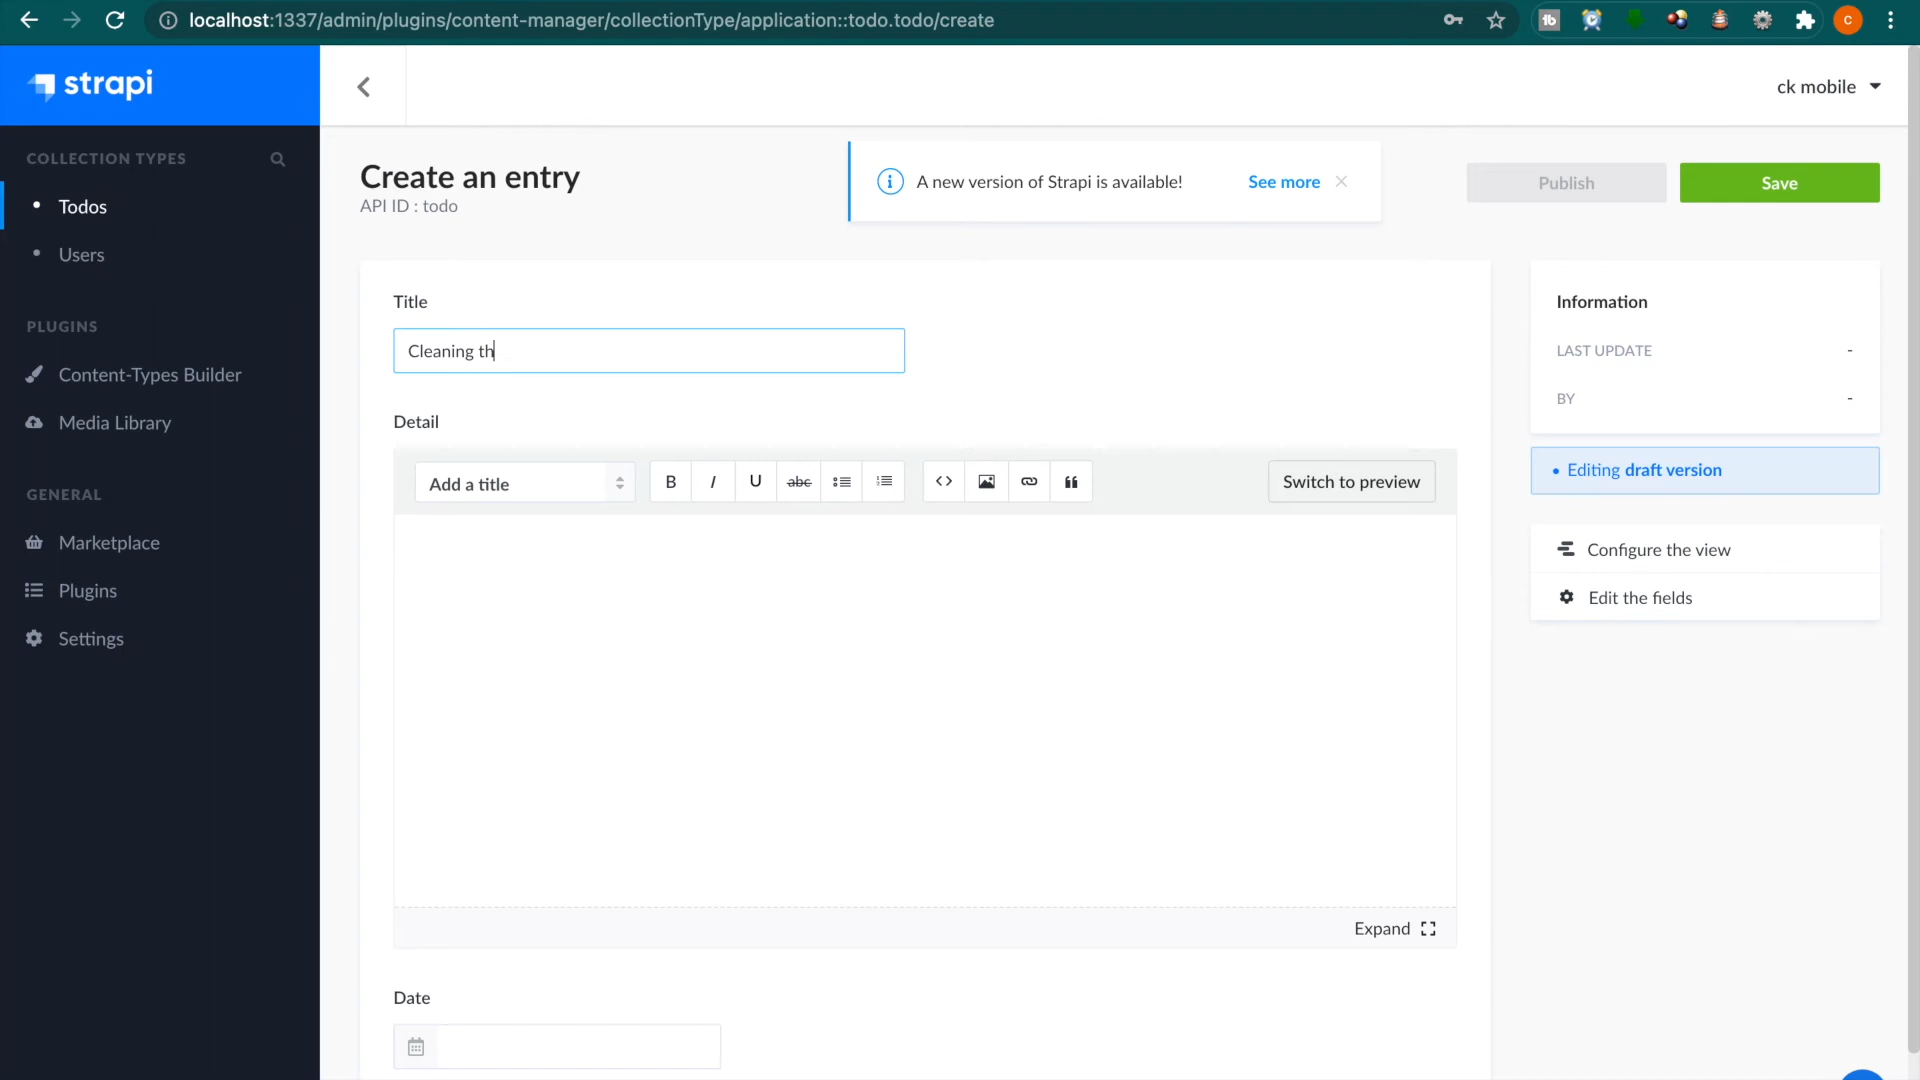 localhost:1337/admin/plugins/content-manager/collectionType/application::todo.todo/create
strapi
COLLECTION TYPES
Todos
Users
PLUGINS
Content-Types Builder
Media Library
GENERAL
Marketplace
Plugins
Settings
ck mobile
Create an entry
API ID : todo
A new version of Strapi is available!
See more
Publish
Save
Title
Cleaning th
Detail
Add a title
B I U abc
Switch to preview
Expand
Date
Information
LAST UPDATE -
BY -
Editing draft version
Configure the view
Edit the fields
C
tb